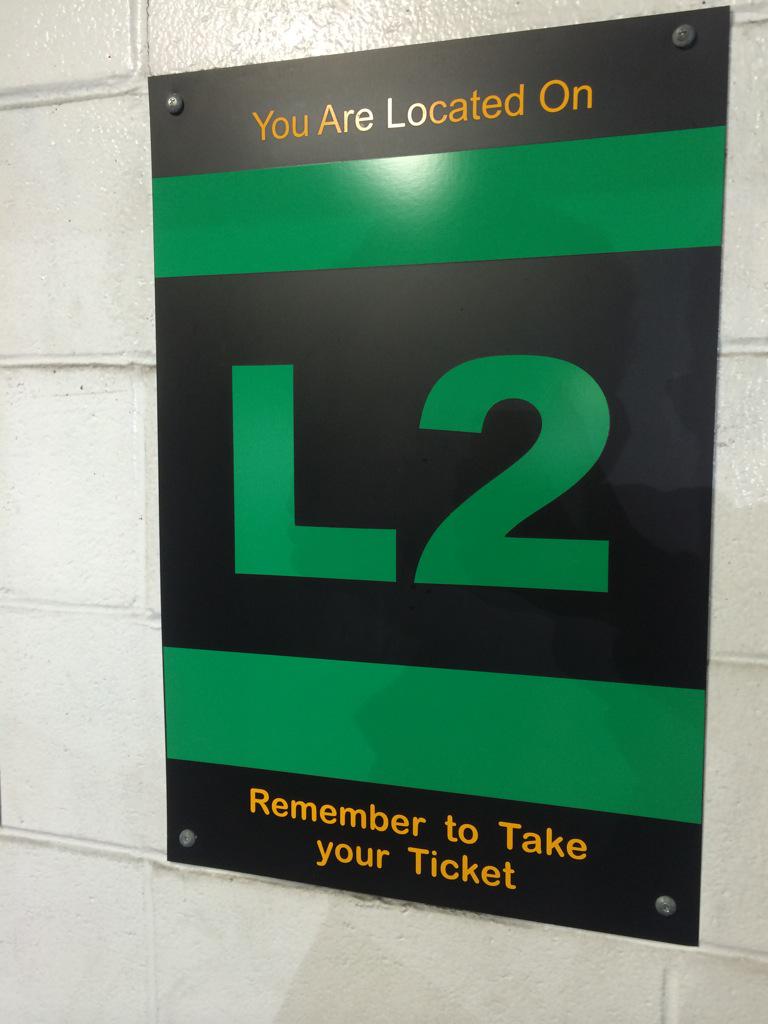 You Are Located On
L2
Remember to Take
your Ticket